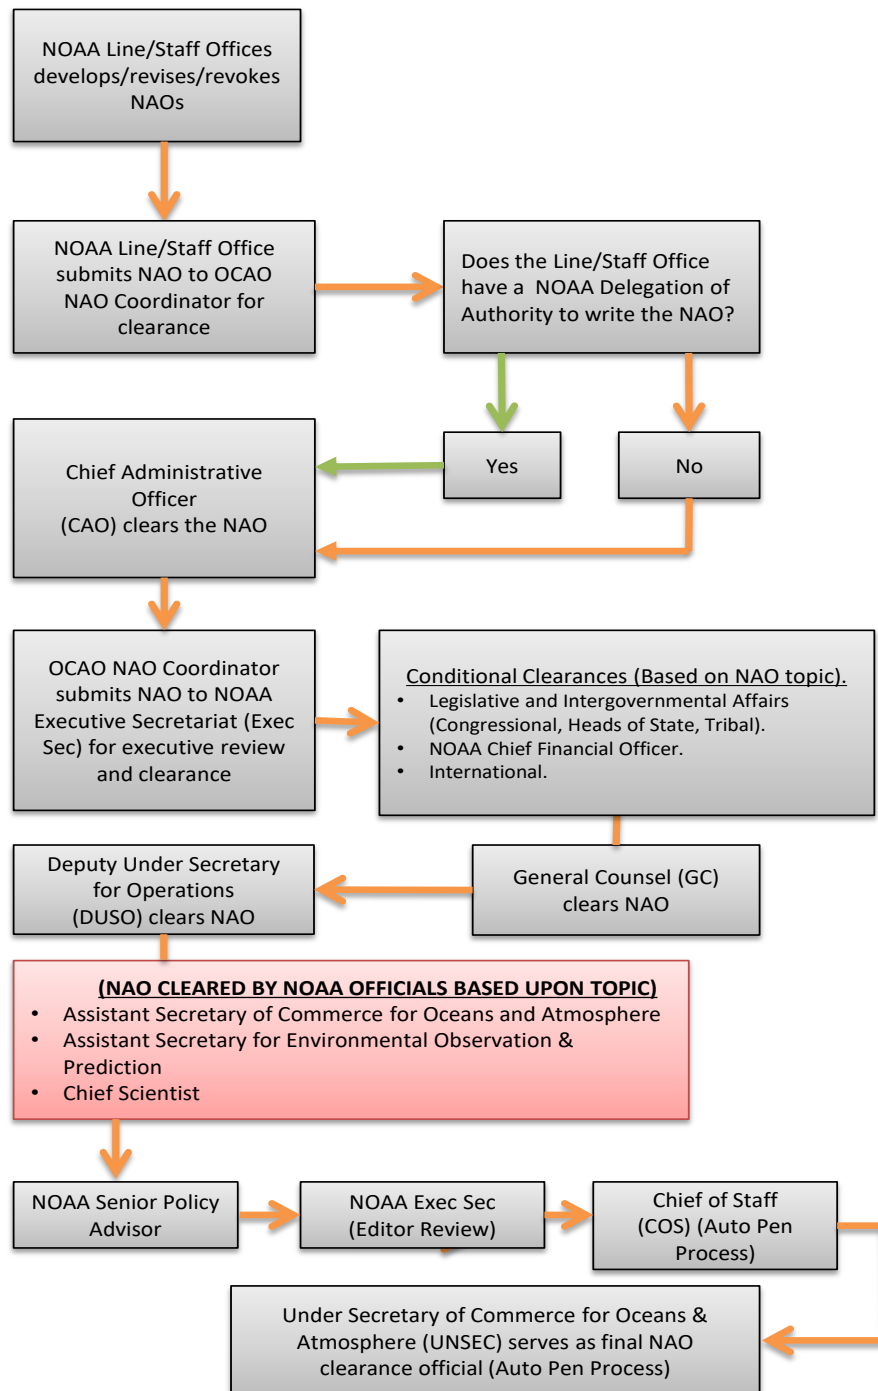 NOAA Line/Staff Offices
develops/revises/revokes
NAOs
NOAA Line/Staff Office
submits NAO to OCAO
NAO Coordinator for
clearance
Does the Line/Staff Office
have a NOAA Delegation of
Authority to write the NAO?
Yes
No
Chief Administrative
Officer
(CAO) clears the NAO
OCAO NAO Coordinator
submits NAO to NOAA
Executive Secretariat (Exec
Sec) for executive review
and clearance
Conditional Clearances (Based on NAO topic).
• Legislative and Intergovernmental Affairs
(Congressional, Heads of State, Tribal).
• NOAA Chief Financial Officer.
• International.
General Counsel (GC)
clears NAO
Deputy Under Secretary
for Operations
(DUSO) clears NAO
(NAO CLEARED BY NOAA OFFICIALS BASED UPON TOPIC)
• Assistant Secretary of Commerce for Oceans and Atmosphere
• Assistant Secretary for Environmental Observation &
Prediction
• Chief Scientist
NOAA Senior Policy
Advisor
NOAA Exec Sec
(Editor Review)
Chief of Staff
(COS) (Auto Pen
Process)
Under Secretary of Commerce for Oceans &
Atmosphere (UNSEC) serves as final NAO
clearance official (Auto Pen Process)